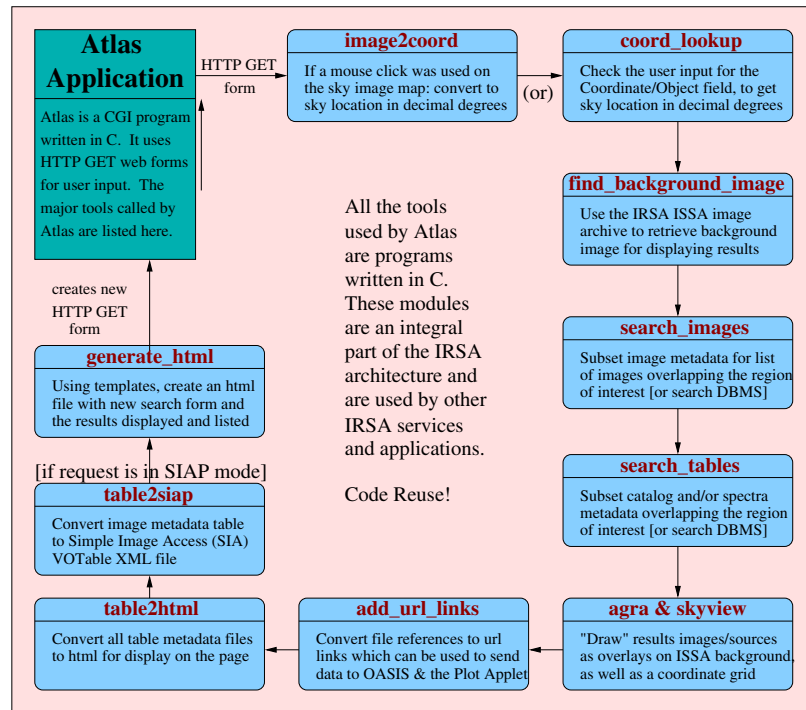 Atlas
Application
Atlas is a CGI program
written in C. It uses
HTTP GET web forms
for user input. The
major tools called by
Atlas are listed here.
HTTP GET
form
image2coord
If a mouse click was used on
the sky image map: convert to
sky location in decimal degrees
(or)
coord_lookup
Check the user input for the
Coordinate/Object field, to get
sky location in decimal degrees
find_background_image
Use the IRSA ISSA image
archive to retrieve background
image for displaying results
search_images
Subset image metadata for list
of images overlapping the region
of interest [or search DBMS]
search_tables
Subset catalog and/or spectra
metadata overlapping the region
of interest [or search DBMS]
agra & skyview
"Draw" results images/sources
as overlays on ISSA background,
as well as a coordinate grid
add_url_links
Convert file references to url
links which can be used to send
data to OASIS & the Plot Applet
table2html
Convert all table metadata files
to html for display on the page
table2siap
Convert image metadata table
to Simple Image Access (SIA)
VOTable XML file
[if request is in SIAP mode]
generate_html
Using templates, create an html
file with new search form and
the results displayed and listed
creates new
HTTP GET
form
All the tools
used by Atlas
are programs
written in C.
These modules
are an integral
part of the IRSA
architecture and
are used by other
IRSA services
and applications.
Code Reuse!